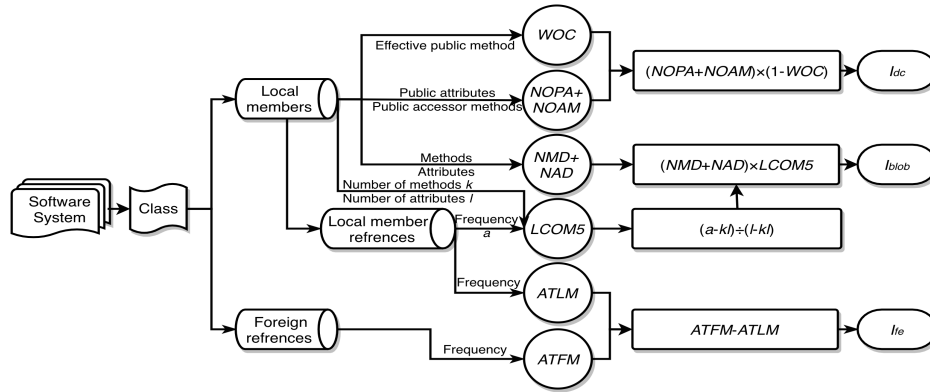 Software
System
Class
Local
members
Local member
refrences
Foreign
refrences
Effective public method
Public attributes
Public accessor methods
Methods
Attributes
Number of methods k
Number of attributes l
Frequency
a
Frequency
Frequency
WOC
NOPA+
NOAM
NMD+
NAD
LCOM5
ATLM
ATFM
(NOPA+NOAM)×(1-WOC)
(NMD+NAD)×LCOM5
(a-kl)÷(l-kl)
ATFM-ATLM
Idc
Iblob
Ife